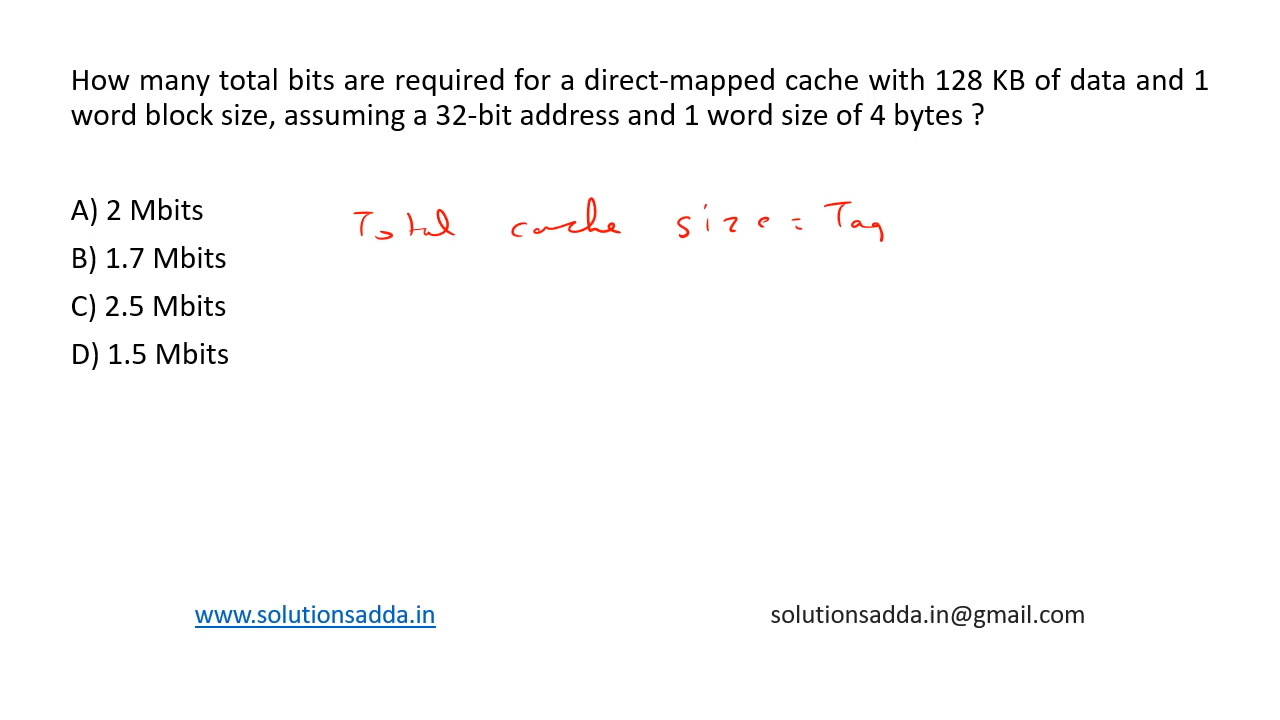 How many total bits are required for a direct-mapped cache with 128 KB of data and 1
word block size, assuming a 32-bit address and 1 word size of 4 bytes ?
A) 2 Mbits
Total cache size = Tag
B) 1.7 Mbits
C) 2.5 Mbits
D) 1.5 Mbits
www.solutionsadda.in
solutionsadda.in@gmail.com